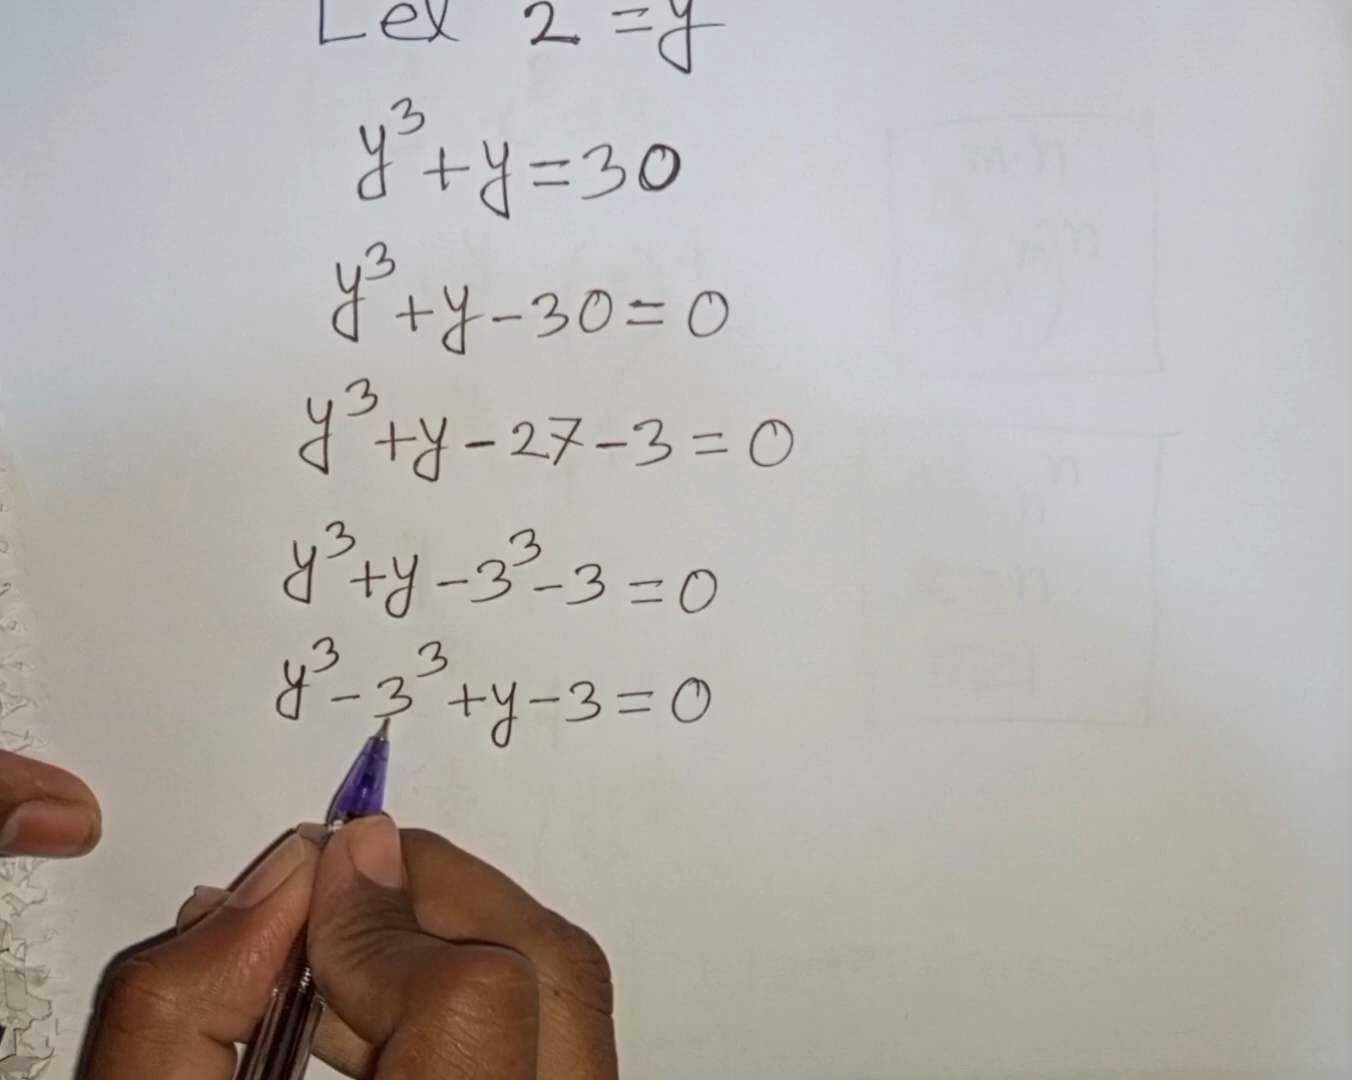 Let 2 = y
y³ + y = 30
y³ + y - 30 = 0
y³ + y - 27 - 3 = 0
y³ + y - 3³ - 3 = 0
y³ - 3³ + y - 3 = 0